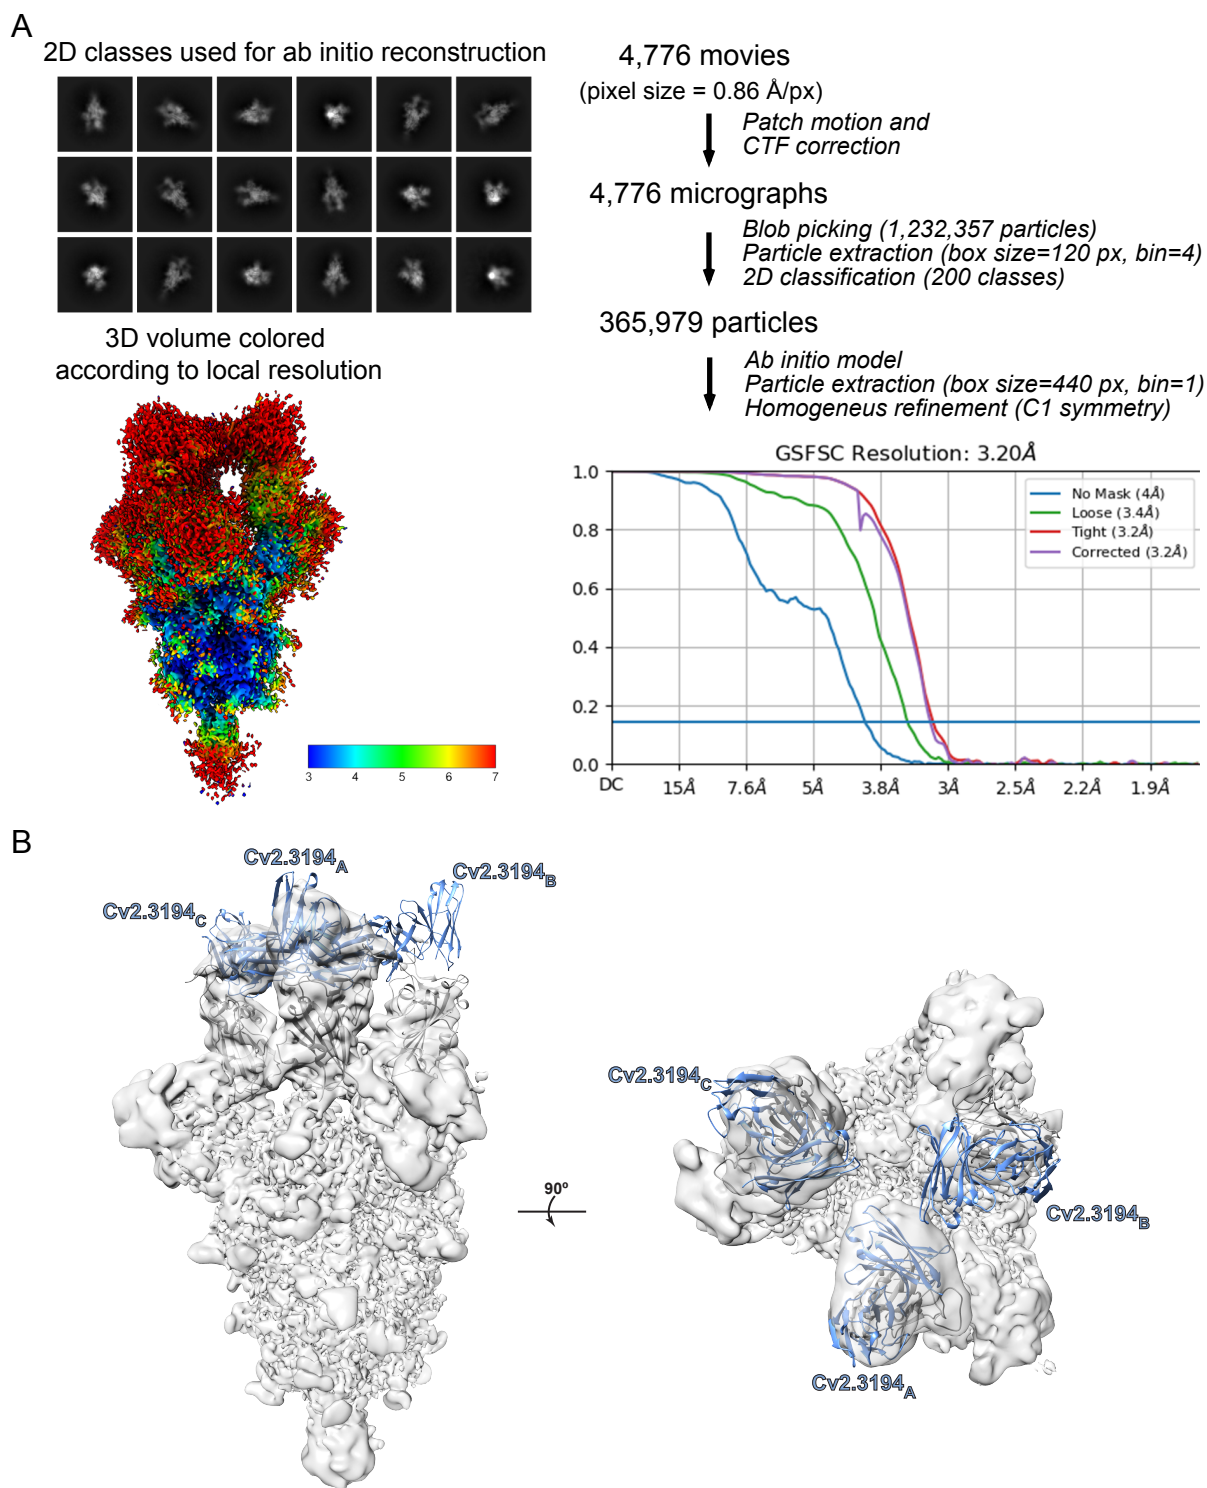 A
2D classes used for ab initio reconstruction
3D volume colored
according to local resolution
3 4 5 6 7
4,776 movies
(pixel size = 0.86 Å/px)
Patch motion and
CTF correction
4,776 micrographs
Blob picking (1,232,357 particles)
Particle extraction (box size=120 px, bin=4)
2D classification (200 classes)
365,979 particles
Ab initio model
Particle extraction (box size=440 px, bin=1)
Homogeneus refinement (C1 symmetry)
GSFSC Resolution: 3.20Å
1.0
0.8
0.6
0.4
0.2
0.0
No Mask (4Å)
Loose (3.4Å)
Tight (3.2Å)
Corrected (3.2Å)
DC 15Å 7.6Å 5Å 3.8Å 3Å 2.5Å 2.2Å 1.9Å
B
Cv2.3194A
Cv2.3194B
Cv2.3194C
90º
Cv2.3194C
Cv2.3194B
Cv2.3194A